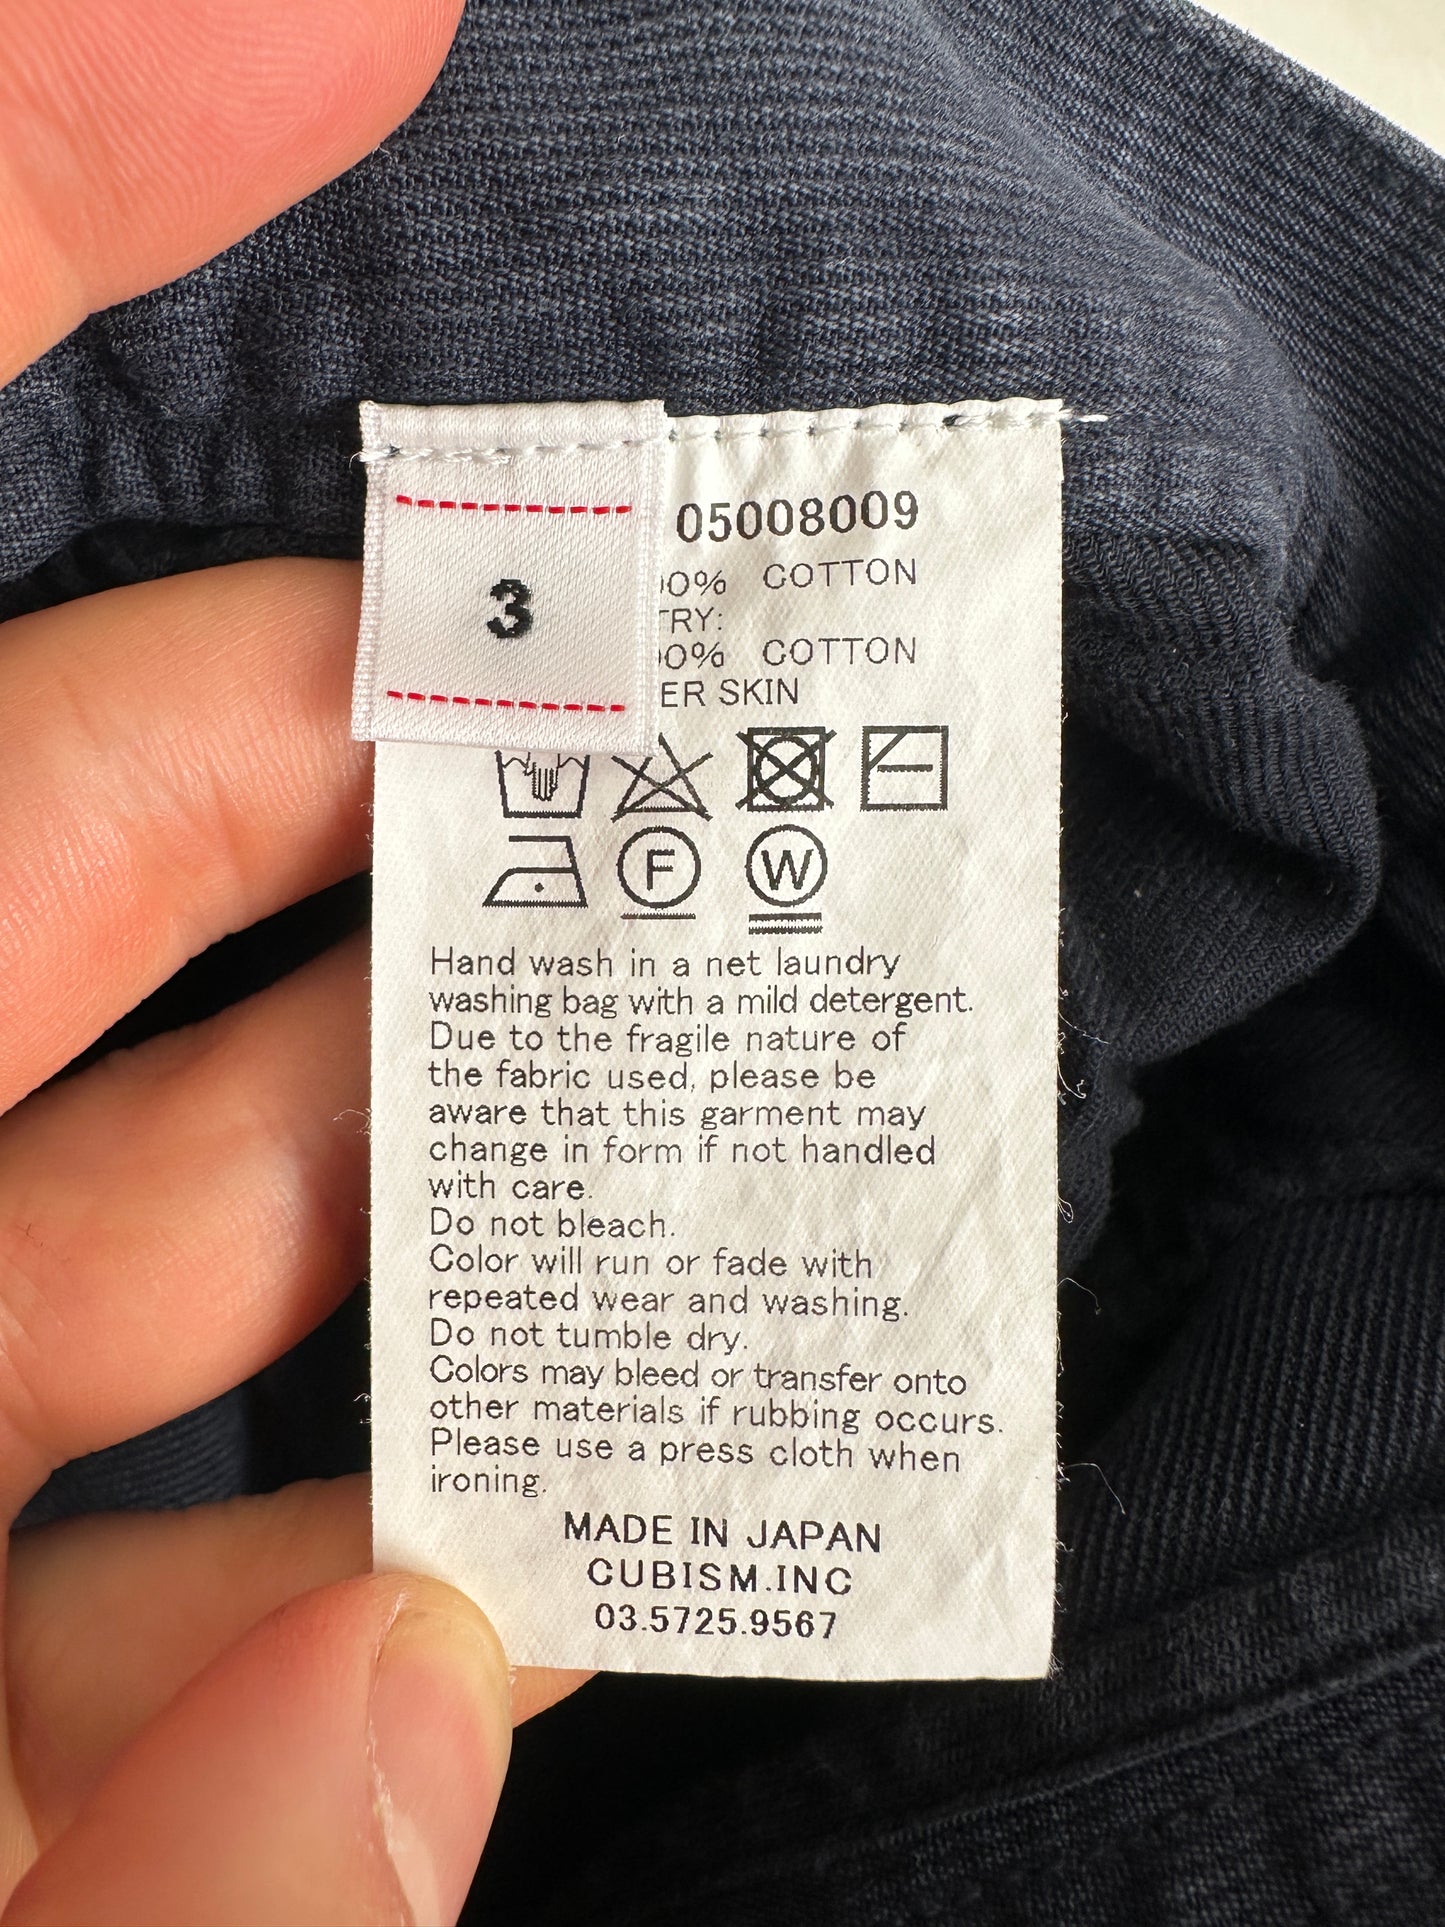 3
05008009
00% COTTON
TRY:
00% COTTON
ER SKIN
F
W
Hand wash in a net laundry
washing bag with a mild detergent.
Due to the fragile nature of
the fabric used, please be
aware that this garment may
change in form if not handled
with care.
Do not bleach.
Color will run or fade with
repeated wear and washing.
Do not tumble dry.
Colors may bleed or transfer onto
other materials if rubbing occurs.
Please use a press cloth when
ironing.
MADE IN JAPAN
CUBISM.INC
03.5725.9567